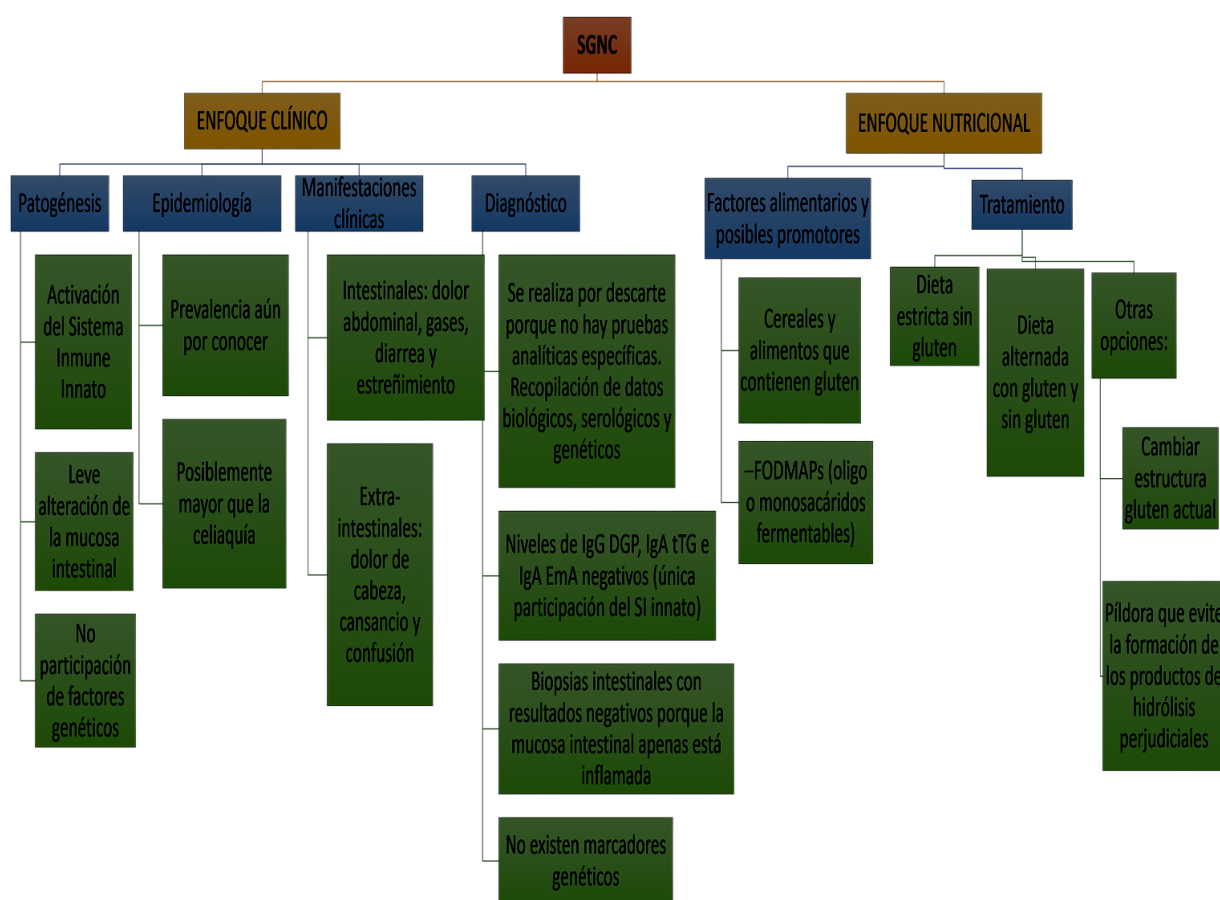 SGNC
ENFOQUE CLÍNICO
ENFOQUE NUTRICIONAL
Patogénesis
Epidemiología
Manifestaciones
clínicas
Diagnóstico
Factores alimentarios y
posibles promotores
Tratamiento
Activación
del Sistema
Inmune
Innato
Leve
alteración de
la mucosa
intestinal
No
participación
de factores
genéticos
Prevalencia aún
por conocer
Posiblemente
mayor que la
celiaquía
Intestinales: dolor
abdominal, gases,
diarrea y
estreñimiento
Extra-
intestinales:
dolor de
cabeza,
cansancio y
confusión
Se realiza por descarte
porque no hay pruebas
analíticas específicas.
Recopilación de datos
biológicos, serológicos y
genéticos
Niveles de IgG DGP, IgA tTG e
IgA EmA negativos (única
participación del SI innato)
Biopsias intestinales con
resultados negativos porque la
mucosa intestinal apenas está
inflamada
No existen marcadores
genéticos
Cereales y
alimentos que
contienen gluten
–FODMAPs (oligo
o monosacáridos
fermentables)
Dieta
estricta sin
gluten
Dieta
alternada
con gluten y
sin gluten
Otras
opciones:
Cambiar
estructura
gluten actual
Píldora que evite
la formación de
los productos de
hidrólisis
perjudiciales